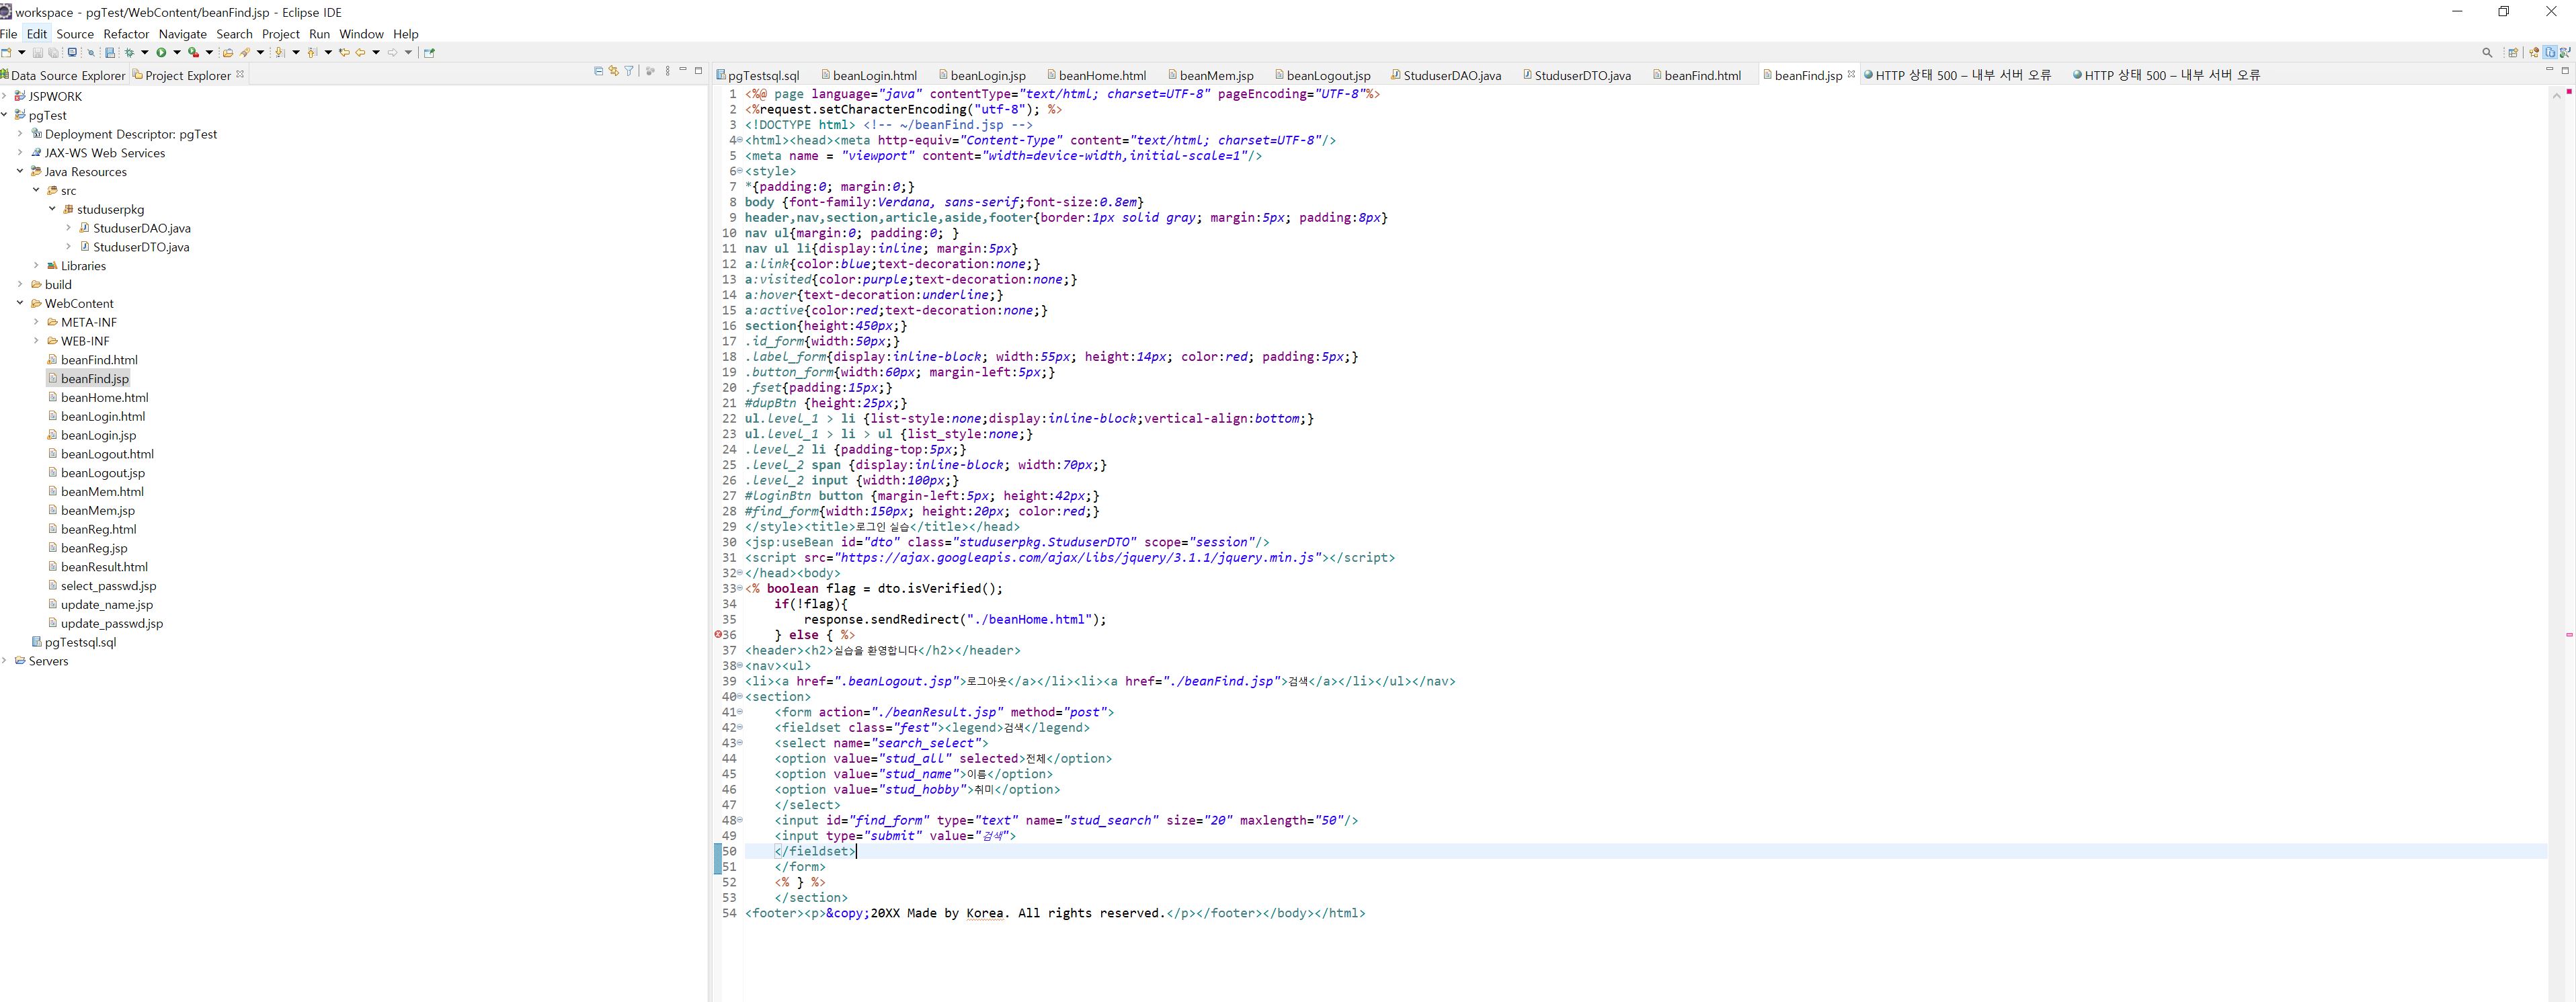 workspace - pgTest/WebContent/beanFind.jsp - Eclipse IDE
File Edit Source Refactor Navigate Search Project Run Window Help
Data Source Explorer Project Explorer
JSPWORK
pgTest
Deployment Descriptor: pgTest
JAX-WS Web Services
Java Resources
src
studuserpkg
StuduserDAO.java
StuduserDTO.java
Libraries
build
WebContent
META-INF
WEB-INF
beanFind.html
beanFind.jsp
beanHome.html
beanLogin.html
beanLogin.jsp
beanLogout.html
beanLogout.jsp
beanMem.html
beanMem.jsp
beanReg.html
beanReg.jsp
beanResult.html
select_passwd.jsp
update_name.jsp
update_passwd.jsp
pgTestsql.sql
Servers
pgTestsql.sql beanLogin.html beanLogin.jsp beanHome.html beanMem.jsp beanLogout.jsp StuduserDAO.java StuduserDTO.java beanFind.html beanFind.jsp HTTP 상태 500 – 내부 서버 오류 HTTP 상태 500 – 내부 서버 오류
1 <%@ page language="java" contentType="text/html; charset=UTF-8" pageEncoding="UTF-8"%>
2 <%request.setCharacterEncoding("utf-8"); %>
3 <!DOCTYPE html> <!-- ~/beanFind.jsp -->
4 <html><head><meta http-equiv="Content-Type" content="text/html; charset=UTF-8"/>
5 <meta name = "viewport" content="width=device-width,initial-scale=1"/>
6 <style>
7 *{padding:0; margin:0;}
8 body {font-family:Verdana, sans-serif;font-size:0.8em}
9 header,nav,section,article,aside,footer{border:1px solid gray; margin:5px; padding:8px}
10 nav ul{margin:0; padding:0; }
11 nav ul li{display:inline; margin:5px}
12 a:link{color:blue;text-decoration:none;}
13 a:visited{color:purple;text-decoration:none;}
14 a:hover{text-decoration:underline;}
15 a:active{color:red;text-decoration:none;}
16 section{height:450px;}
17 .id_form{width:50px;}
18 .label_form{display:inline-block; width:55px; height:14px; color:red; padding:5px;}
19 .button_form{width:60px; margin-left:5px;}
20 .fset{padding:15px;}
21 #dupBtn {height:25px;}
22 ul.level_1 > li {list-style:none;display:inline-block;vertical-align:bottom;}
23 ul.level_1 > li > ul {list_style:none;}
24 .level_2 li {padding-top:5px;}
25 .level_2 span {display:inline-block; width:70px;}
26 .level_2 input {width:100px;}
27 #loginBtn button {margin-left:5px; height:42px;}
28 #find_form{width:150px; height:20px; color:red;}
29 </style><title>로그인 실습</title></head>
30 <jsp:useBean id="dto" class="studuserpkg.StuduserDTO" scope="session"/>
31 <script src="https://ajax.googleapis.com/ajax/libs/jquery/3.1.1/jquery.min.js"></script>
32 </head><body>
33 <% boolean flag = dto.isVerified();
34 if(!flag){
35 response.sendRedirect("./beanHome.html");
36 } else { %>
37 <header><h2>실습을 환영합니다</h2></header>
38 <nav><ul>
39 <li><a href=".beanLogout.jsp">로그아웃</a></li><li><a href="./beanFind.jsp">검색</a></li></ul></nav>
40 <section>
41 <form action="./beanResult.jsp" method="post">
42 <fieldset class="fest"><legend>검색</legend>
43 <select name="search_select">
44 <option value="stud_all" selected>전체</option>
45 <option value="stud_name">이름</option>
46 <option value="stud_hobby">취미</option>
47 </select>
48 <input id="find_form" type="text" name="stud_search" size="20" maxlength="50"/>
49 <input type="submit" value="검색">
50 </fieldset>
51 </form>
52 <% } %>
53 </section>
54 <footer><p>&copy;20XX Made by Korea. All rights reserved.</p></footer></body></html>